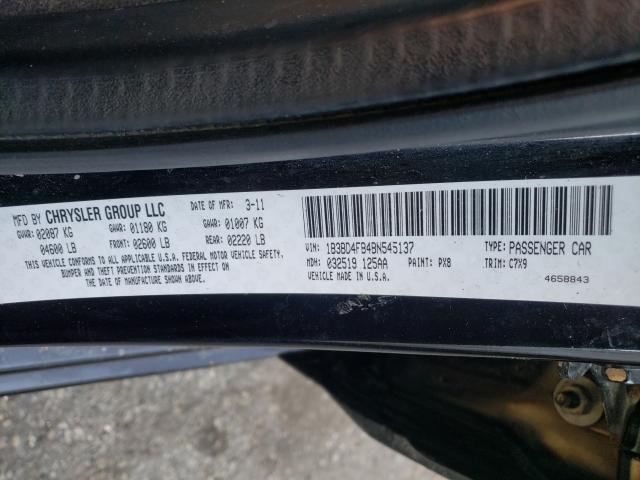 MFD BY CHRYSLER GROUP LLC DATE OF MFR: 3-11
GVWR: 02087 KG GAWR: 01180 KG GAWR: 01007 KG
04600 LB FRONT: 02600 LB REAR: 02220 LB
THIS VEHICLE CONFORMS TO ALL APPLICABLE U.S.A. FEDERAL MOTOR VEHICLE SAFETY,
BUMPER AND THEFT PREVENTION STANDARDS IN EFFECT ON
THE DATE OF MANUFACTURE SHOWN ABOVE.
VIN: 1B3BD4FB4BN545137 TYPE: PASSENGER CAR
MDH: 032519 125AA PAINT: PX8 TRIM: C7X9
MADE IN U.S.A.
4658843